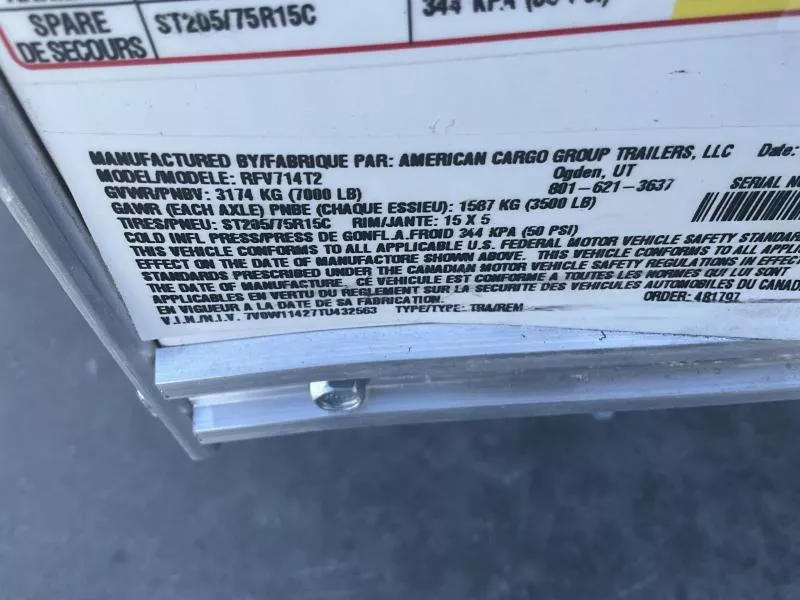 SPARE
DE SECOURS
ST205/75R15C
344 KPA
MANUFACTURED BY/FABRIQUE PAR: AMERICAN CARGO GROUP TRAILERS, LLC Date:
MODEL/MODELE: RFV714T2 Ogden, UT
GVWR/PNBV: 3174 KG (7000 LB) 801-621-3637 SERIAL
GAWR (EACH AXLE) PNBE (CHAQUE ESSIEU): 1587 KG (3500 LB)
TIRES/PNEU: ST205/75R15C RIM/JANTE: 15 X 5
COLD INFL PRESS/PRESS DE GONFL.A.FROID 344 KPA (50 PSI)
THIS VEHICLE CONFORMS TO ALL APPLICABLE U.S. FEDERAL MOTOR VEHICLE SAFETY STANDAR
EFFECT ON THE DATE OF MANUFACTURE SHOWN ABOVE. THIS VEHICLE CONFORMS TO ALL APPLI
STANDARDS PRESCRIBED UNDER THE CANADIAN MOTOR VEHICLE SAFETY REGULATIONS IN EFFEC
THE DATE OF MANUFACTURE. CE VEHICULE EST CONFORME A TOUTES LES NORMES QUI LUI SONT
APPLICABLES EN VERTU DU REGLEMENT SUR LA SECURITE DES VEHICULES AUTOMOBILES DU CANAD
EN VIGUEUR A LA DATE DE SA FABRICATION. ORDER: 481797
V.I.N./N.I.V. 7V0W11427TU432563 TYPE/TYPE: TRA/REM